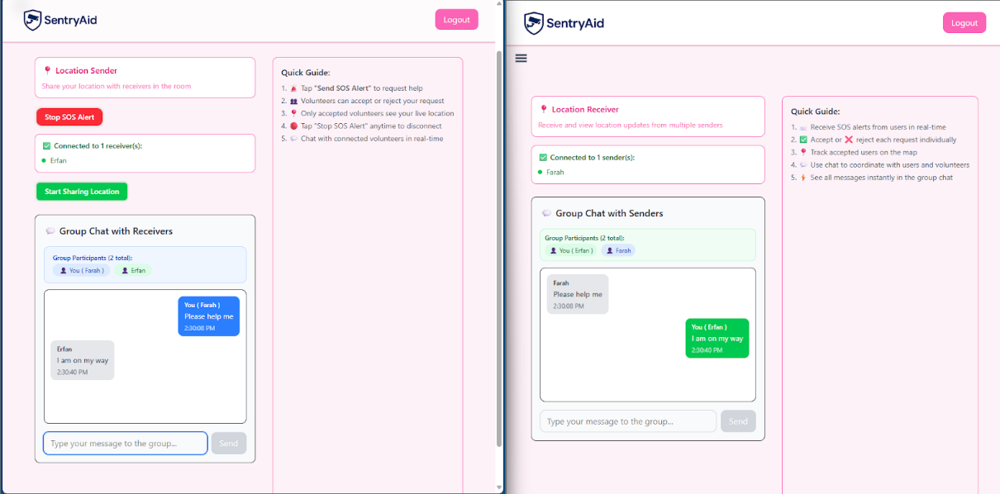 SentryAid
Logout
Location Sender
Share your location with receivers in the room
Stop SOS Alert
Connected to 1 receiver(s):
Erfan
Start Sharing Location
Group Chat with Receivers
Group Participants (2 total):
You ( Farah )
Erfan
You ( Farah )
Please help me
2:30:08 PM
Erfan
I am on my way
2:30:40 PM
Type your message to the group...
Send
Quick Guide:
1. Tap "Send SOS Alert" to request help
2. Volunteers can accept or reject your request
3. Only accepted volunteers see your live location
4. Tap "Stop SOS Alert" anytime to disconnect
5. Chat with connected volunteers in real-time
SentryAid
Logout
Location Receiver
Receive and view location updates from multiple senders
Connected to 1 sender(s):
Farah
Group Chat with Senders
Group Participants (2 total):
You ( Erfan )
Farah
Farah
Please help me
2:30:08 PM
You ( Erfan )
I am on my way
2:30:40 PM
Type your message to the group...
Send
Quick Guide:
1. Receive SOS alerts from users in real-time
2. Accept or ❌ reject each request individually
3. Track accepted users on the map
4. Use chat to coordinate with users and volunteers
5. See all messages instantly in the group chat